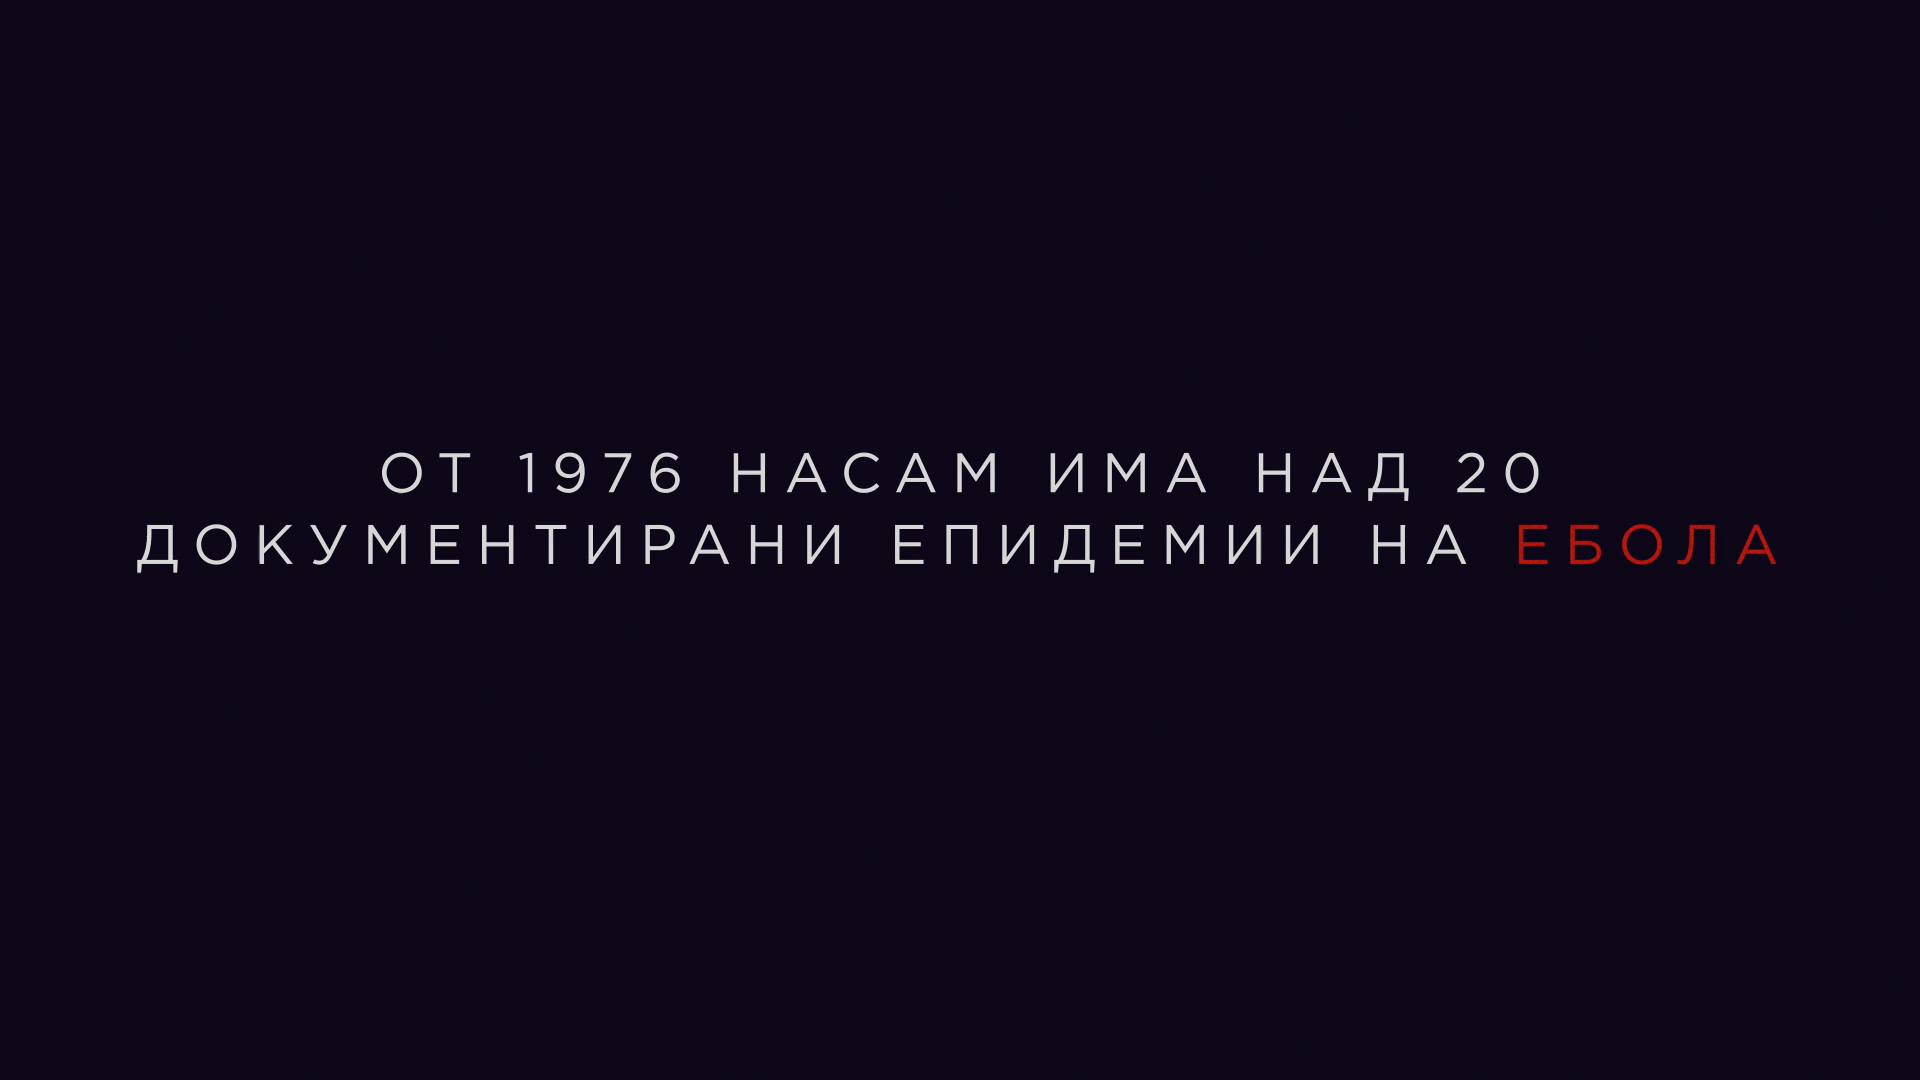 ОТ 1976 НАСАМ ИМА НАД 20
ДОКУМЕНТИРАНИ ЕПИДЕМИИ НА ЕБОЛА